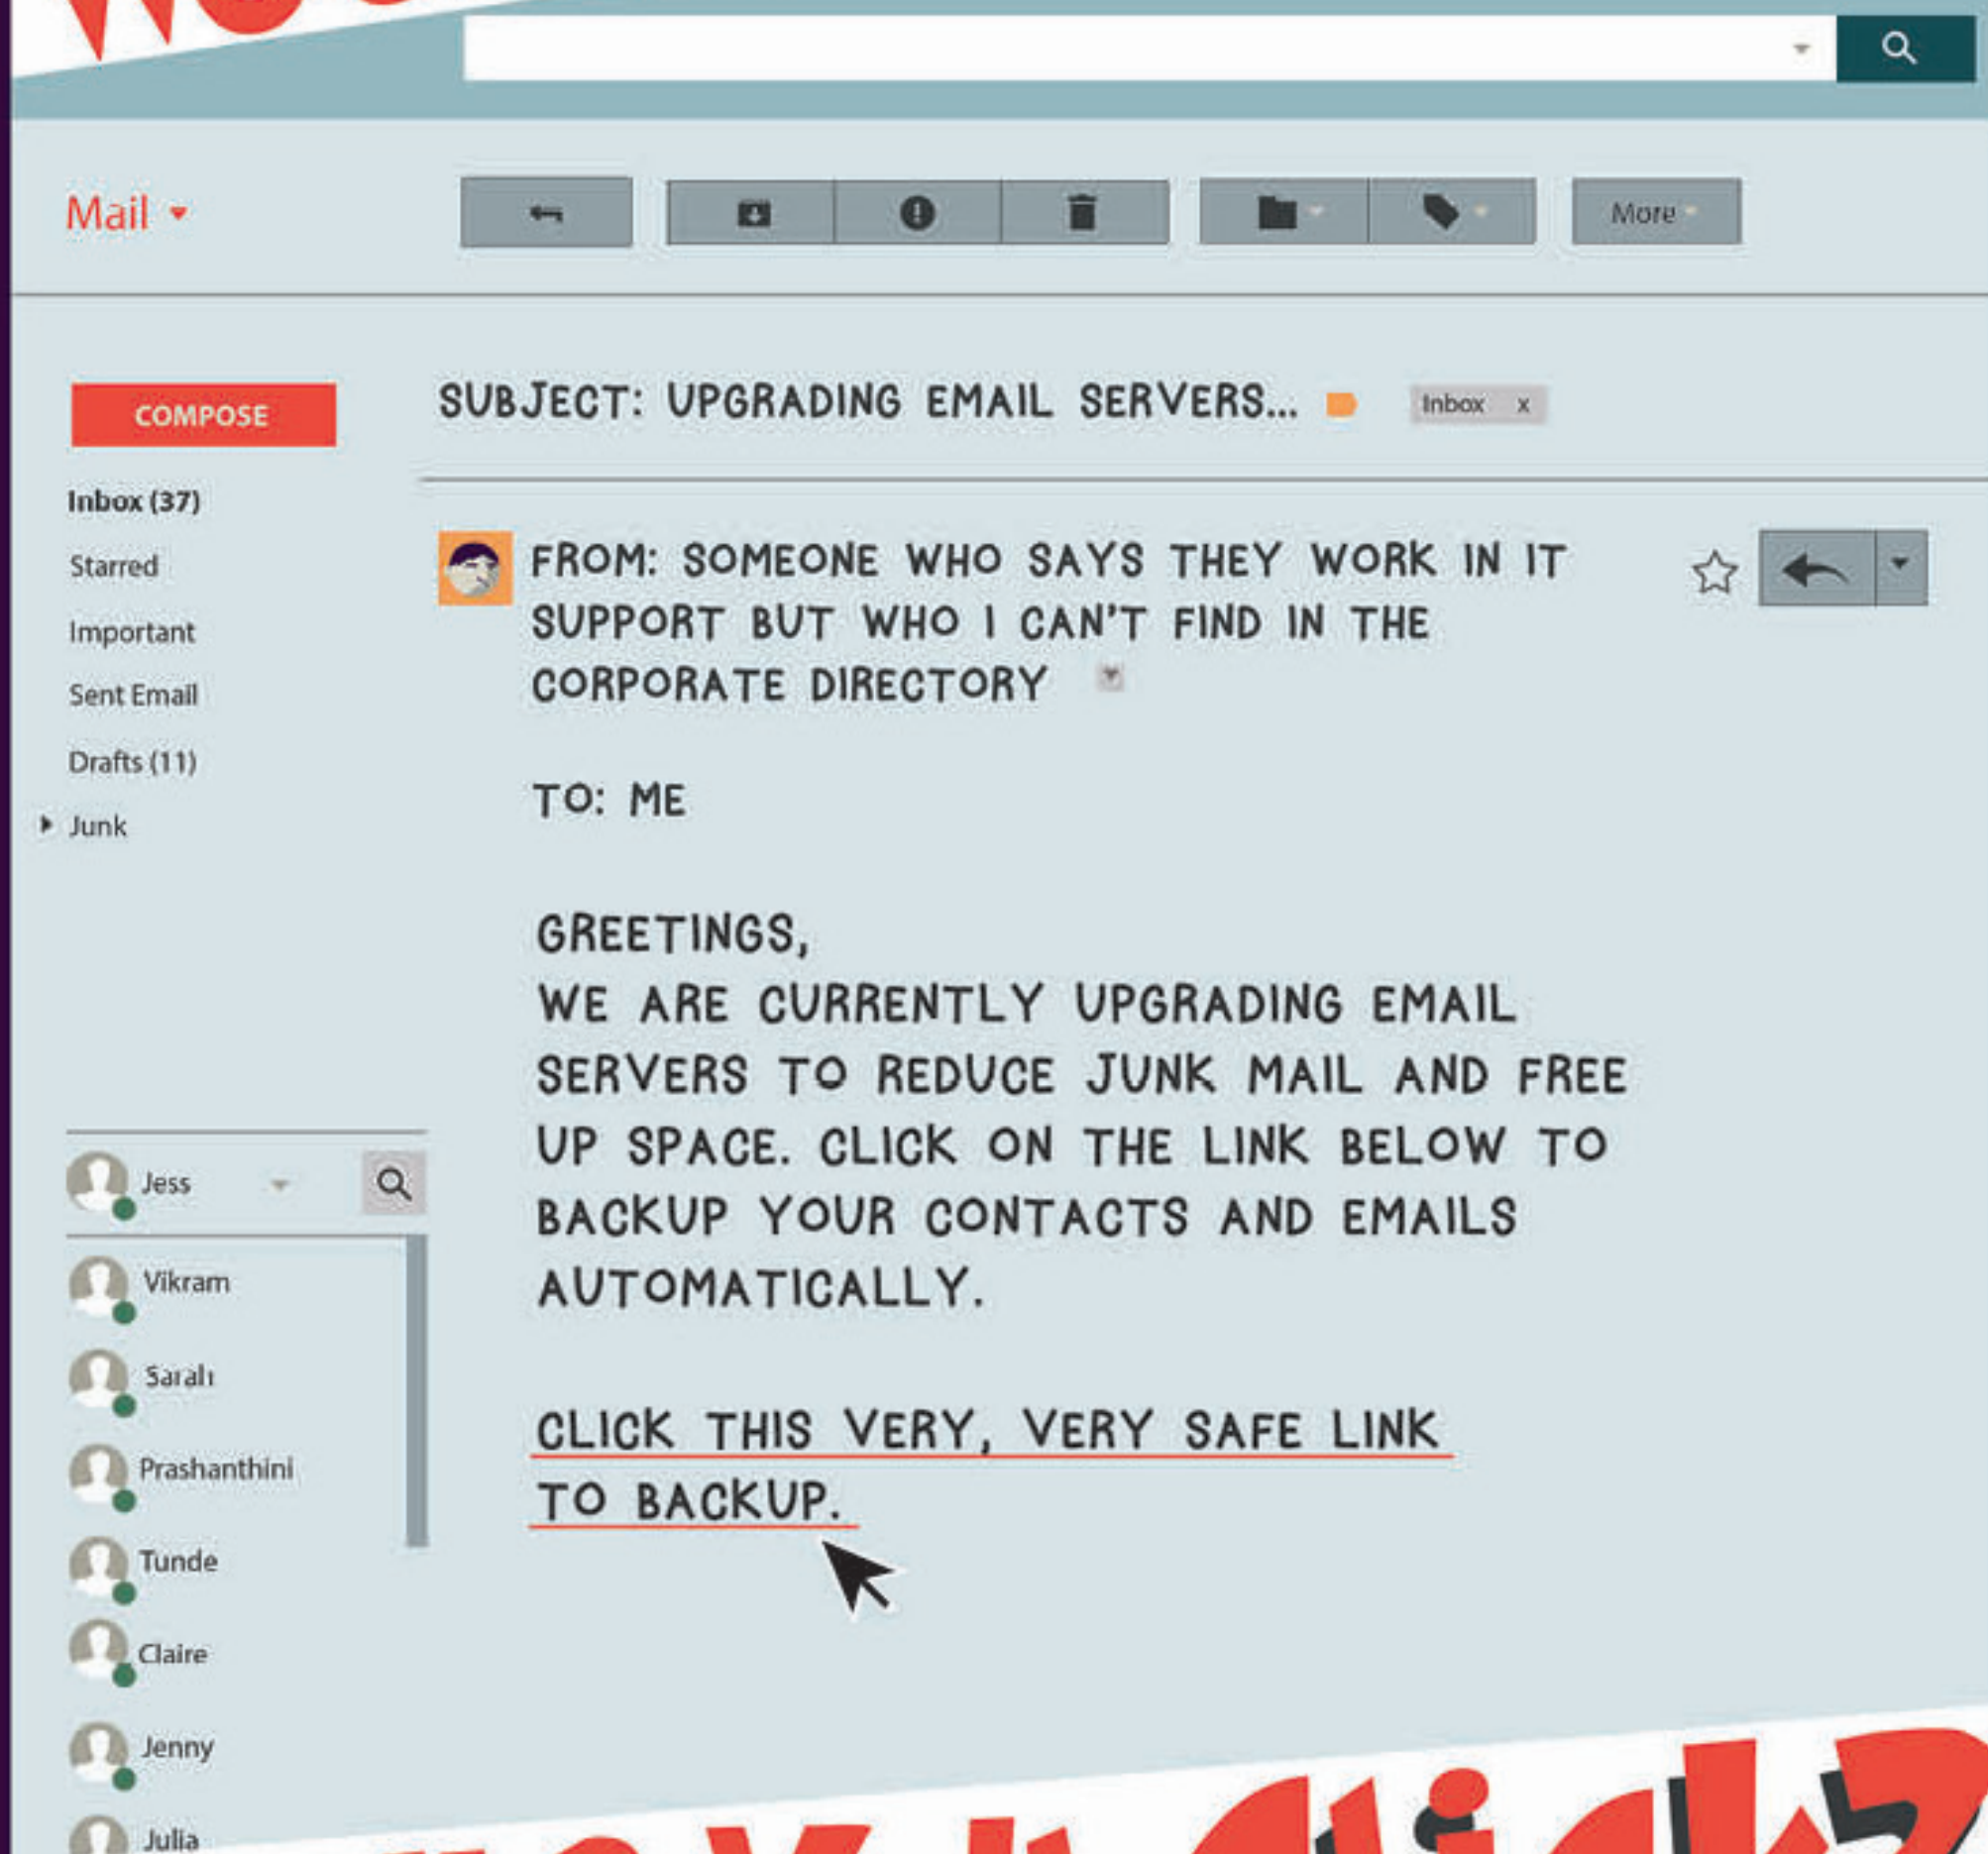 Mail
More
COMPOSE
SUBJECT: UPGRADING EMAIL SERVERS...
Inbox x
Inbox (37)
Starred
Important
Sent Email
Drafts (11)
Junk
FROM: SOMEONE WHO SAYS THEY WORK IN IT
SUPPORT BUT WHO I CAN'T FIND IN THE
CORPORATE DIRECTORY
TO: ME
GREETINGS,
WE ARE CURRENTLY UPGRADING EMAIL
SERVERS TO REDUCE JUNK MAIL AND FREE
UP SPACE. CLICK ON THE LINK BELOW TO
BACKUP YOUR CONTACTS AND EMAILS
AUTOMATICALLY.
CLICK THIS VERY, VERY SAFE LINK
TO BACKUP.
Jess
Vikram
Sarah
Prashanthini
Tunde
Claire
Jenny
Julia
Click?